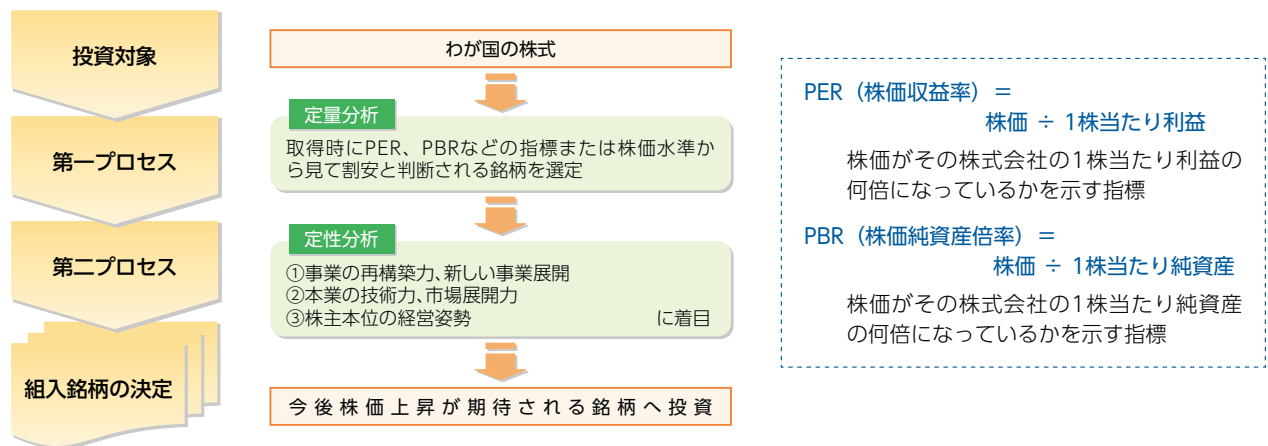 投資対象
わが国の株式
第一プロセス
定量分析
取得時にPER、PBRなどの指標または株価水準か
ら見て割安と判断される銘柄を選定
第二プロセス
定性分析
①事業の再構築力、新しい事業展開
②本業の技術力、市場展開力
③株主本位の経営姿勢 に着目
組入銘柄の決定
今後株価上昇が期待される銘柄へ投資
PER（株価収益率）＝
株価 ÷ 1株当たり利益
株価がその株式会社の1株当たり利益の
何倍になっているかを示す指標
PBR（株価純資産倍率）＝
株価 ÷ 1株当たり純資産
株価がその株式会社の1株当たり純資産
の何倍になっているかを示す指標